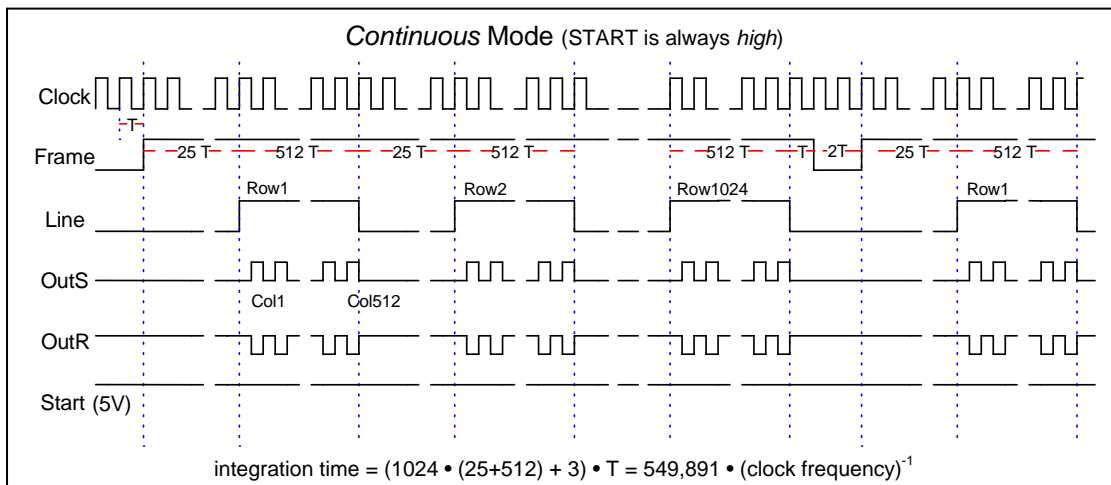 Continuous Mode (START is always high)
Clock
T
Frame
25 T 512 T 25 T 512 T 512 T T 2T 25 T 512 T
Row1 Row2 Row1024 Row1
Line
OutS
Col1 Col512
OutR
Start (5V)
integration time = (1024 • (25+512) + 3) • T = 549,891 • (clock frequency)⁻¹